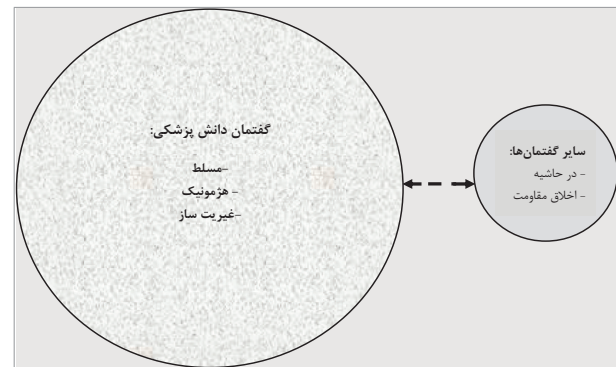 گفتمان دانش پزشکی:
-مسلط
- هژمونیک
-غیریت ساز
سایر گفتمان‌ها:
- در حاشیه
- اخلاق مقاومت